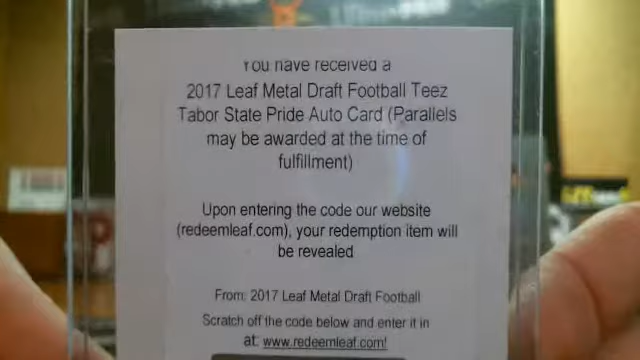 You have received a
2017 Leaf Metal Draft Football Teez
Tabor State Pride Auto Card (Parallels
may be awarded at the time of
fulfillment)
Upon entering the code our website
(redeemleaf.com), your redemption item will
be revealed
From: 2017 Leaf Metal Draft Football
Scratch off the code below and enter it in
at: www.redeemleaf.com!